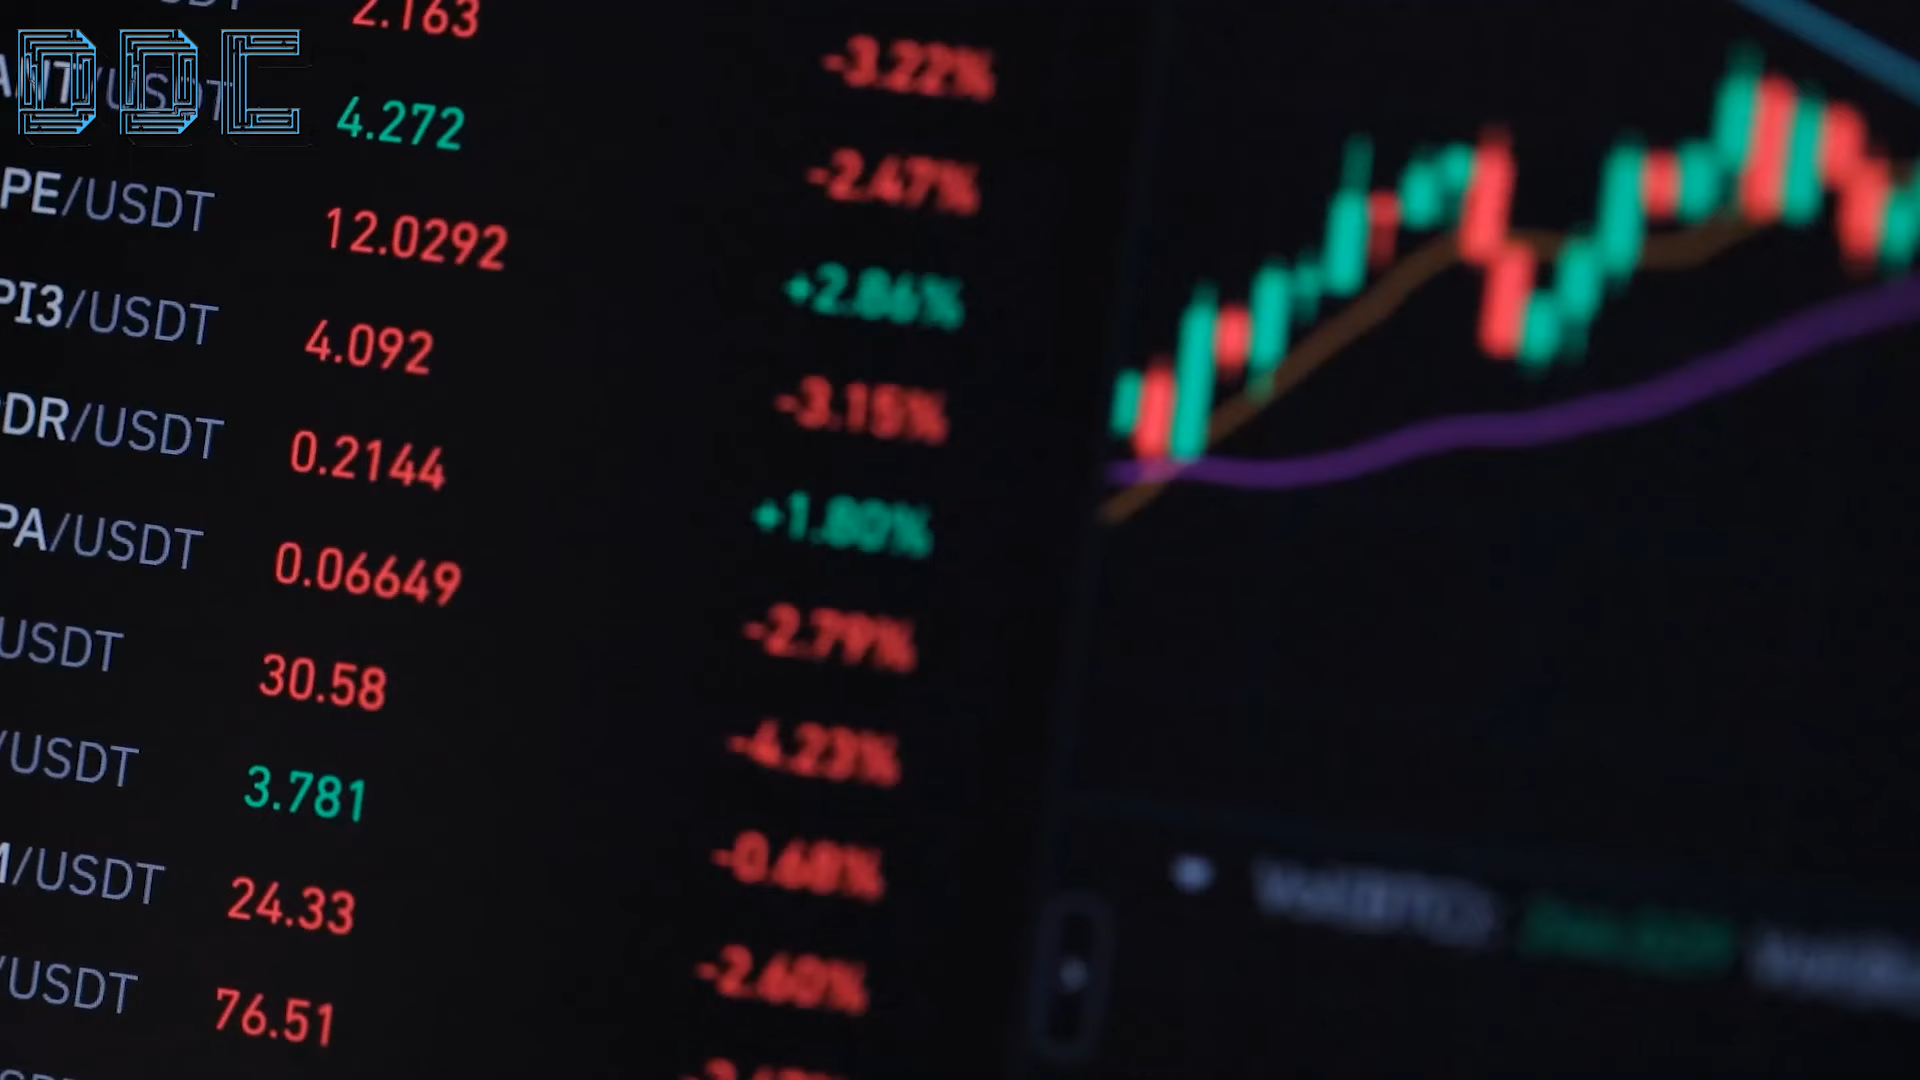 DDC
2.163 -3.22%
ANT/USDT 4.272 -2.47%
PE/USDT 12.0292 +2.86%
PI3/USDT 4.092 -3.15%
DR/USDT 0.2144 +1.80%
PA/USDT 0.06649 -2.79%
/USDT 30.58 -4.23%
/USDT 3.781 -0.68%
/USDT 24.33 -2.60%
/USDT 76.51